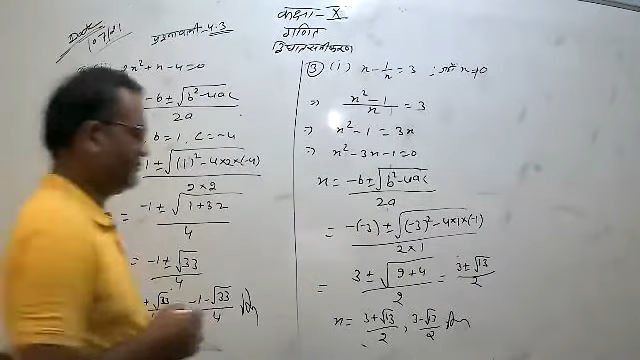 कक्षा - X
गणित
द्विघातसमीकरण
Date 10/7/21
प्रश्नावली - 4.3
2x² + x - 4 = 0
-b ± √(b² - 4ac) / 2a
b = 1, c = -4
-1 ± √((1)² - 4×2×(-4)) / 2×2
= -1 ± √(1+32) / 4
= -1 ± √33 / 4
+ √33 / 4, -1 - √33 / 4 Ans
③ (i) x - 1/x = 3, जहाँ x ≠ 0
⇒ x² - 1 / x = 3
⇒ x² - 1 = 3x
⇒ x² - 3x - 1 = 0
x = -b ± √(b² - 4ac) / 2a
= -(-3) ± √((-3)² - 4×1×(-1)) / 2×1
= 3 ± √(9+4) / 2 = 3 ± √13 / 2
x = 3 + √13 / 2, 3 - √13 / 2 Ans